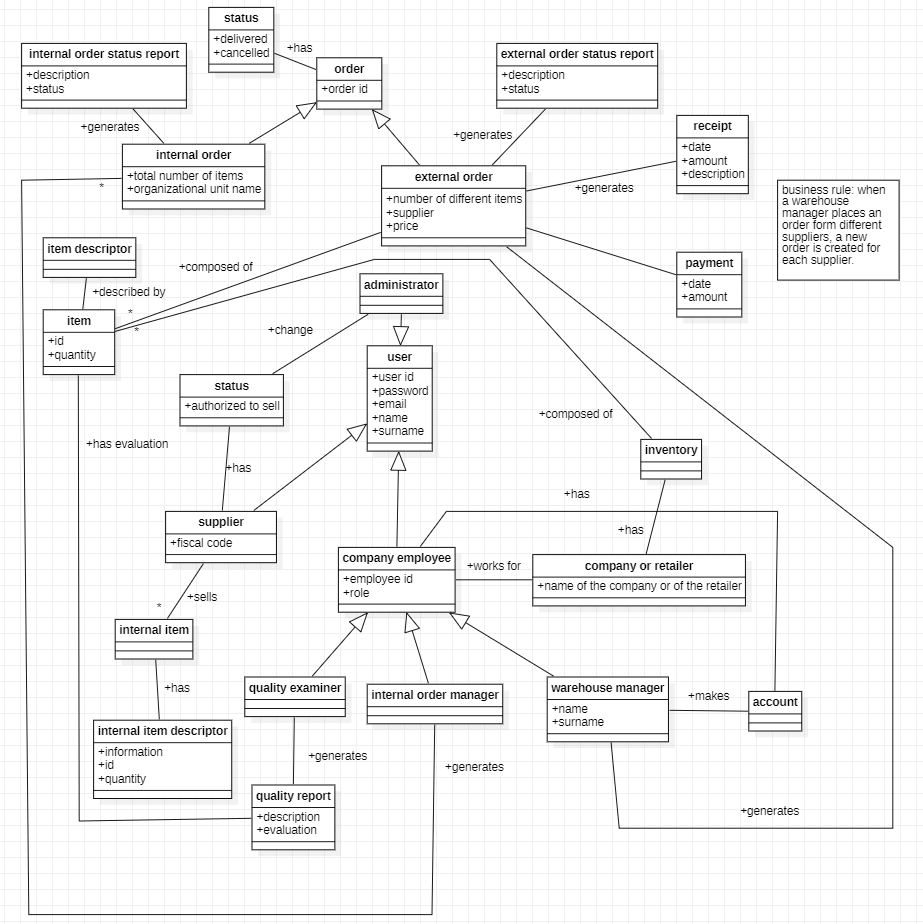 status
+delivered
+cancelled
+has
internal order status report
+description
+status
order
+order id
external order status report
+description
+status
+generates
+generates
receipt
+date
+amount
+description
internal order
+total number of items
+organizational unit name
*
external order
+number of different items
+supplier
+price
+generates
business rule: when
a warehouse
manager places an
order form different
suppliers, a new
order is created for
each supplier.
item descriptor
+composed of
payment
+date
+amount
+described by
administrator
item
+id
+quantity
*
*
+change
user
+user id
+password
+email
+name
+surname
status
+authorized to sell
+composed of
+has evaluation
+has
inventory
+has
supplier
+fiscal code
+has
company employee
+employee id
+role
+works for
company or retailer
+name of the company or of the retailer
+sells
*
internal item
+has
quality examiner
internal order manager
warehouse manager
+name
+surname
+makes
account
internal item descriptor
+information
+id
+quantity
+generates
+generates
quality report
+description
+evaluation
+generates